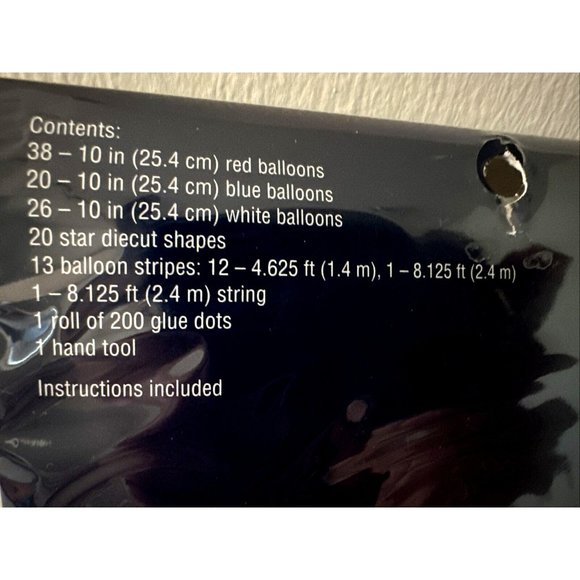 Contents:
38 – 10 in (25.4 cm) red balloons
20 – 10 in (25.4 cm) blue balloons
26 – 10 in (25.4 cm) white balloons
20 star diecut shapes
13 balloon stripes: 12 – 4.625 ft (1.4 m), 1 – 8.125 ft (2.4 m)
1 – 8.125 ft (2.4 m) string
1 roll of 200 glue dots
1 hand tool
Instructions included